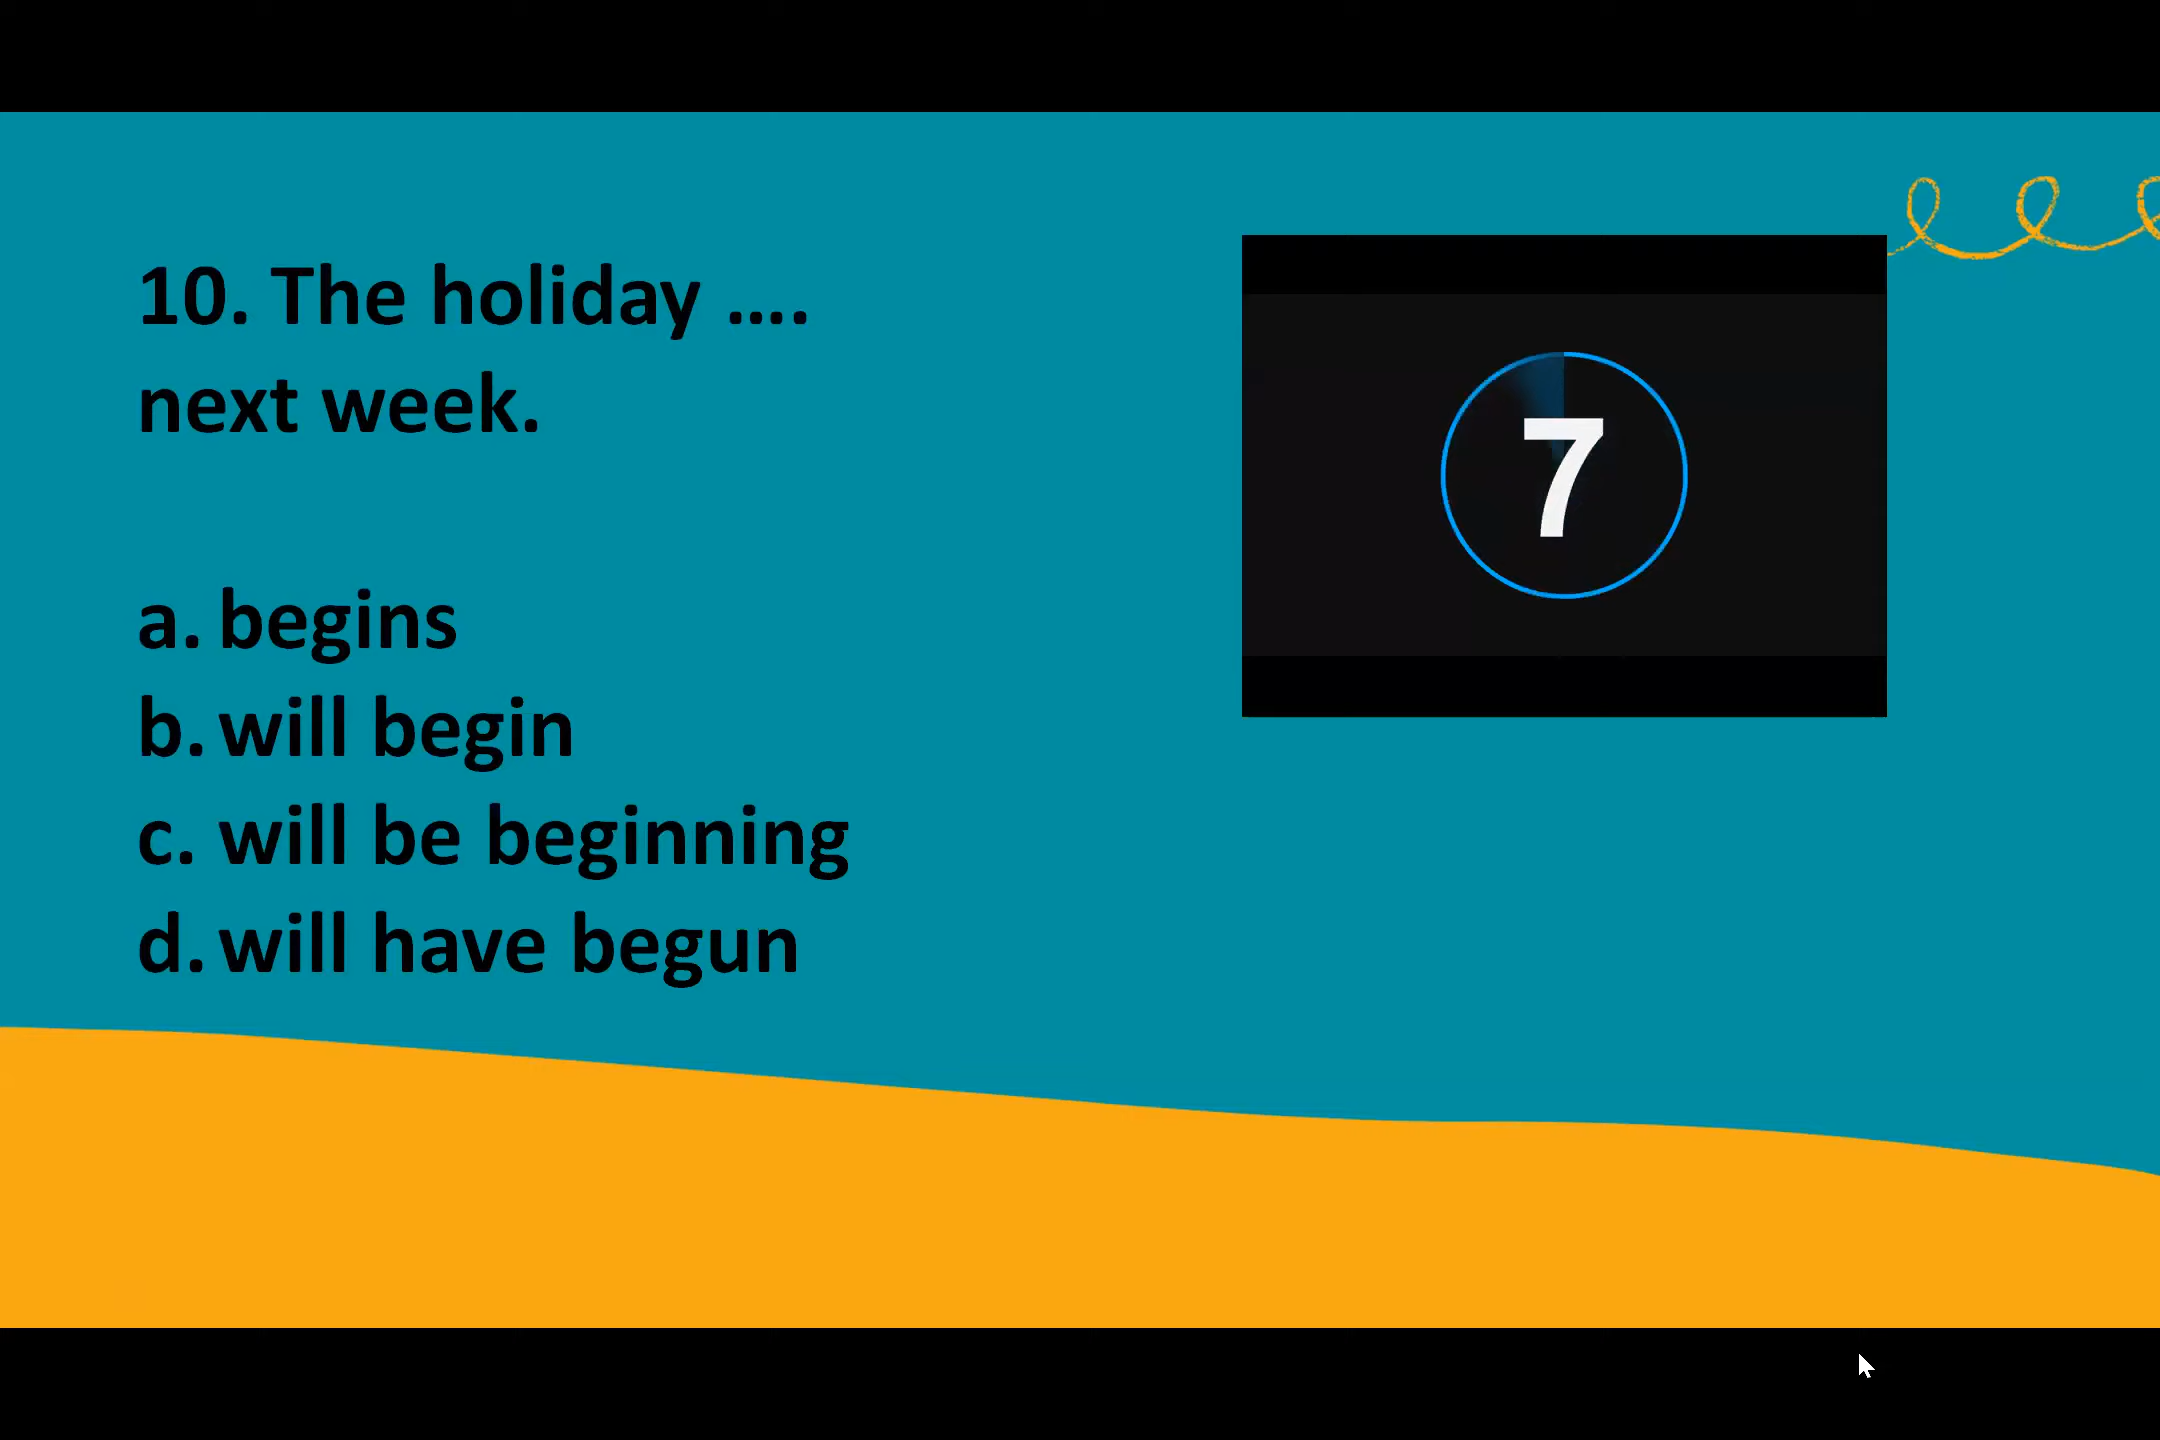 10. The holiday ....
next week.
a. begins
b. will begin
c. will be beginning
d. will have begun
7